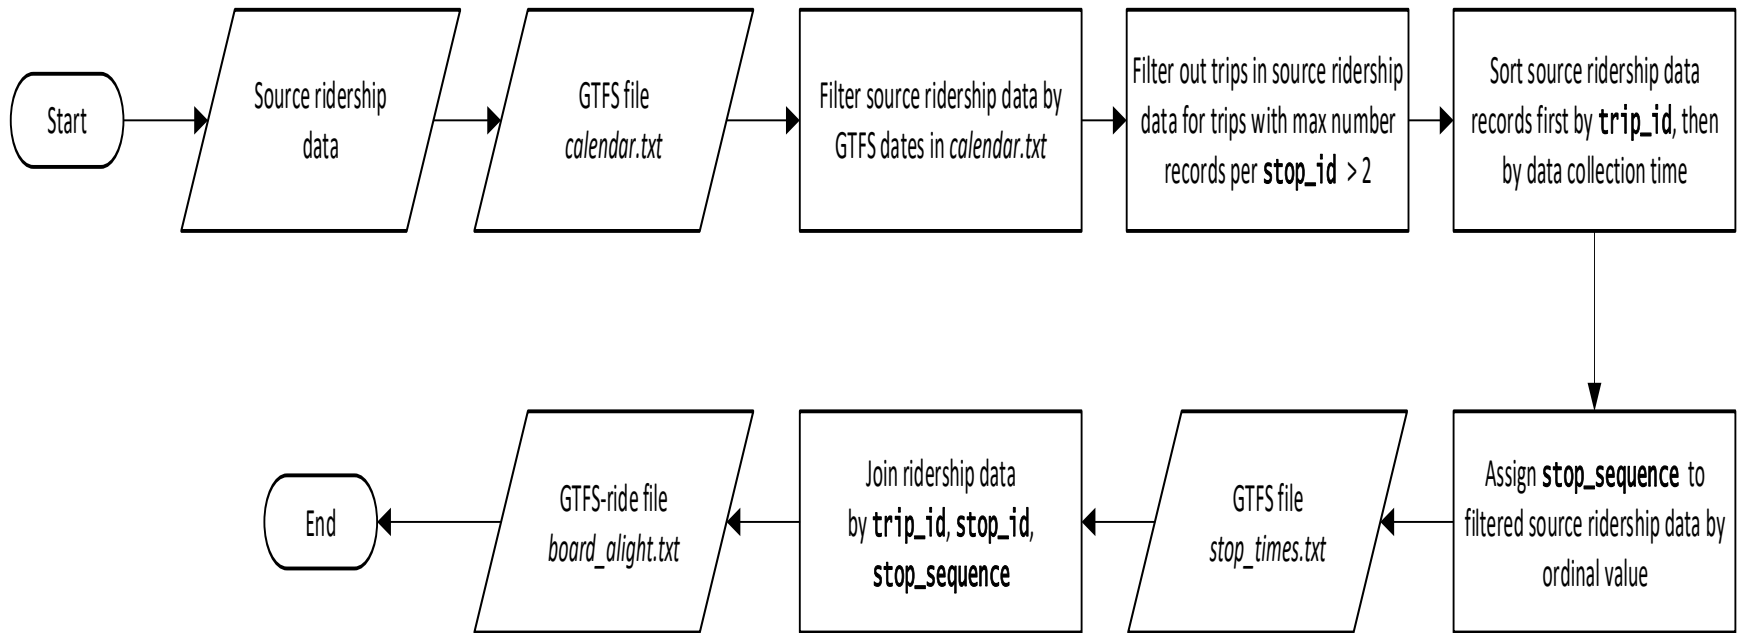 Start
Source ridership
data
GTFS file
calendar.txt
Filter source ridership data by
GTFS dates in calendar.txt
Filter out trips in source ridership
data for trips with max number
records per stop_id > 2
Sort source ridership data
records first by trip_id, then
by data collection time
Assign stop_sequence to
filtered source ridership data by
ordinal value
GTFS file
stop_times.txt
Join ridership data
by trip_id, stop_id,
stop_sequence
GTFS-ride file
board_alight.txt
End